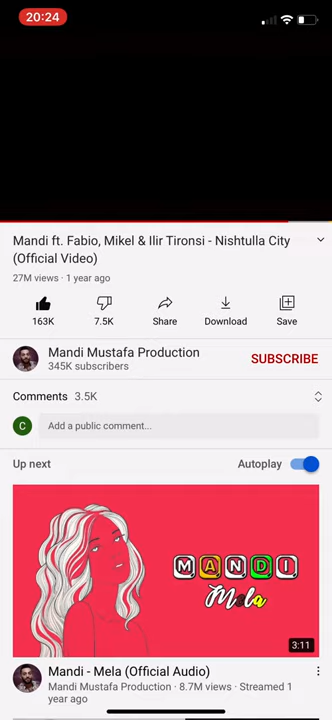 20:24
Mandi ft. Fabio, Mikel & Ilir Tironsi - Nishtulla City
(Official Video)
27M views · 1 year ago
163K
7.5K
Share
Download
Save
Mandi Mustafa Production
345K subscribers
SUBSCRIBE
Comments 3.5K
C
Add a public comment...
Up next
Autoplay
MANDI
Mela
3:11
Mandi - Mela (Official Audio)
Mandi Mustafa Production · 8.7M views · Streamed 1
year ago